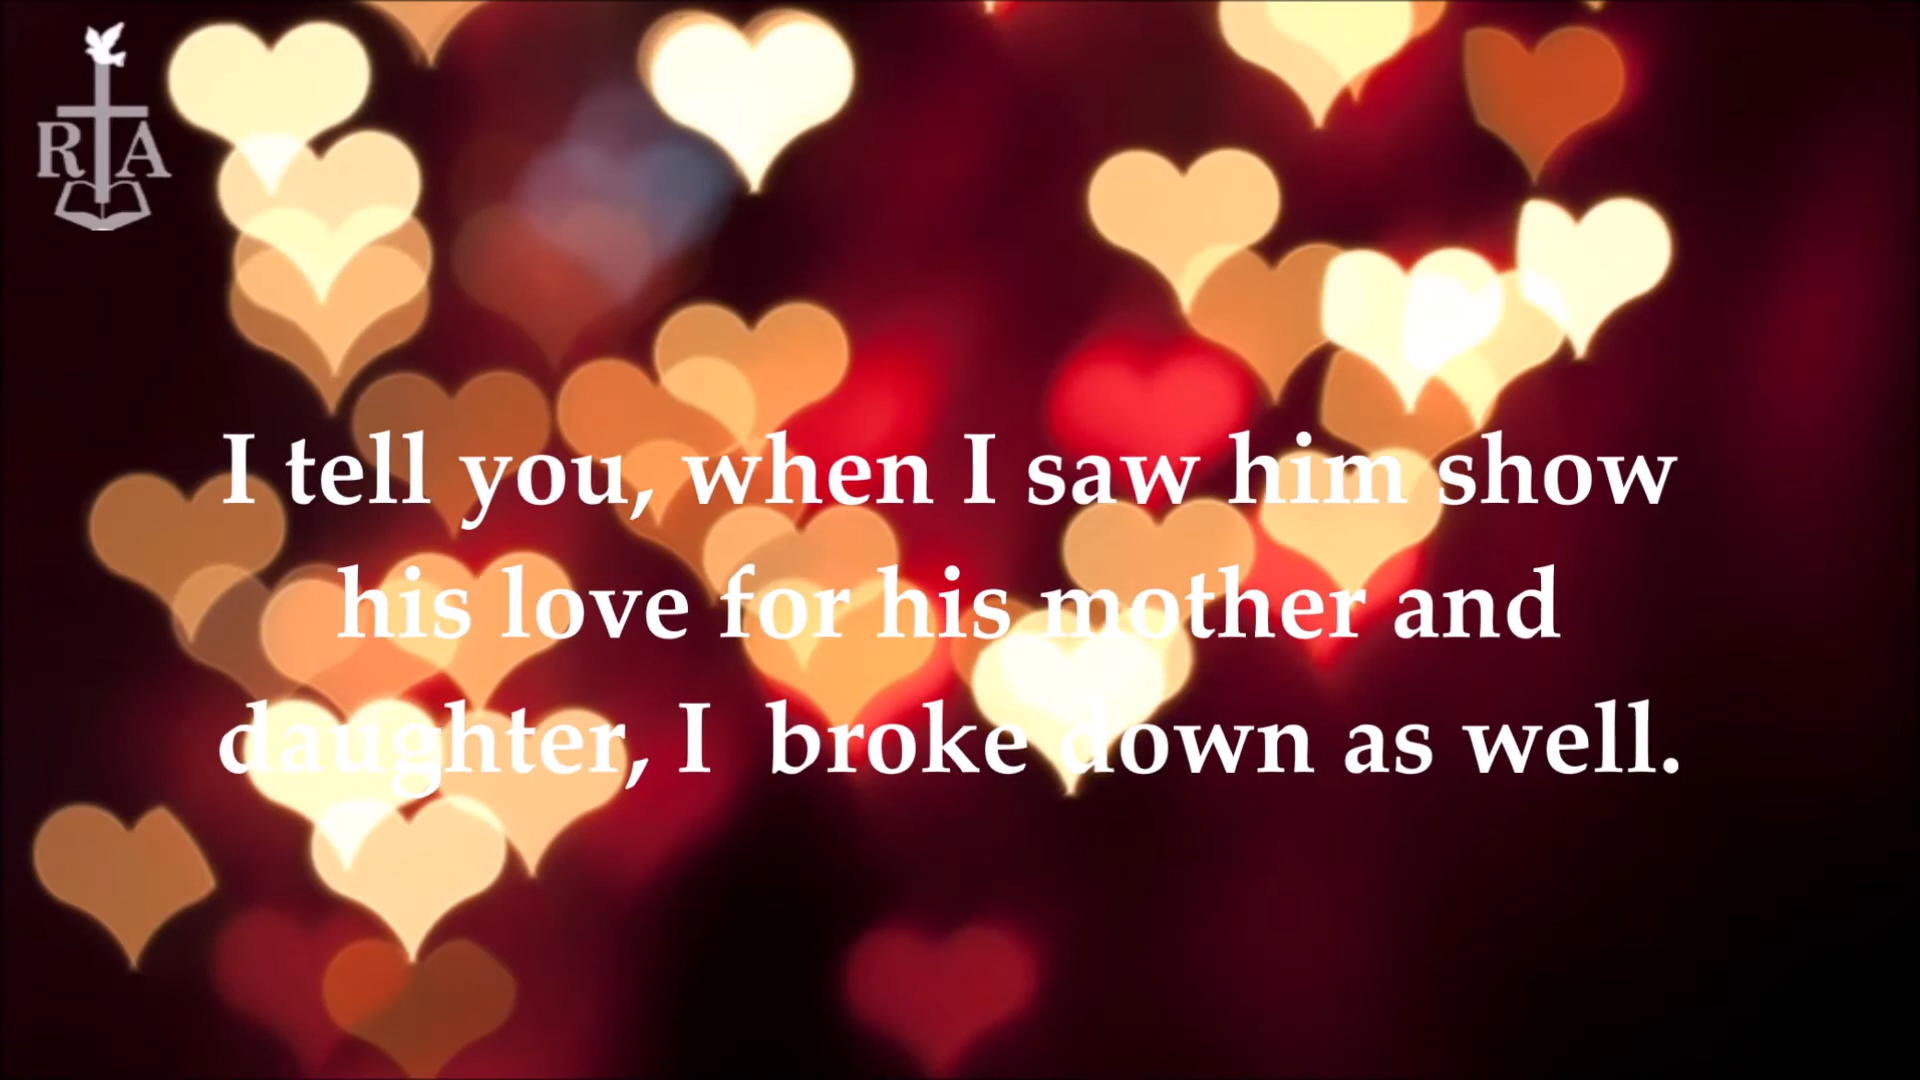 RA
I tell you, when I saw him show
his love for his mother and
daughter, I  broke down as well.